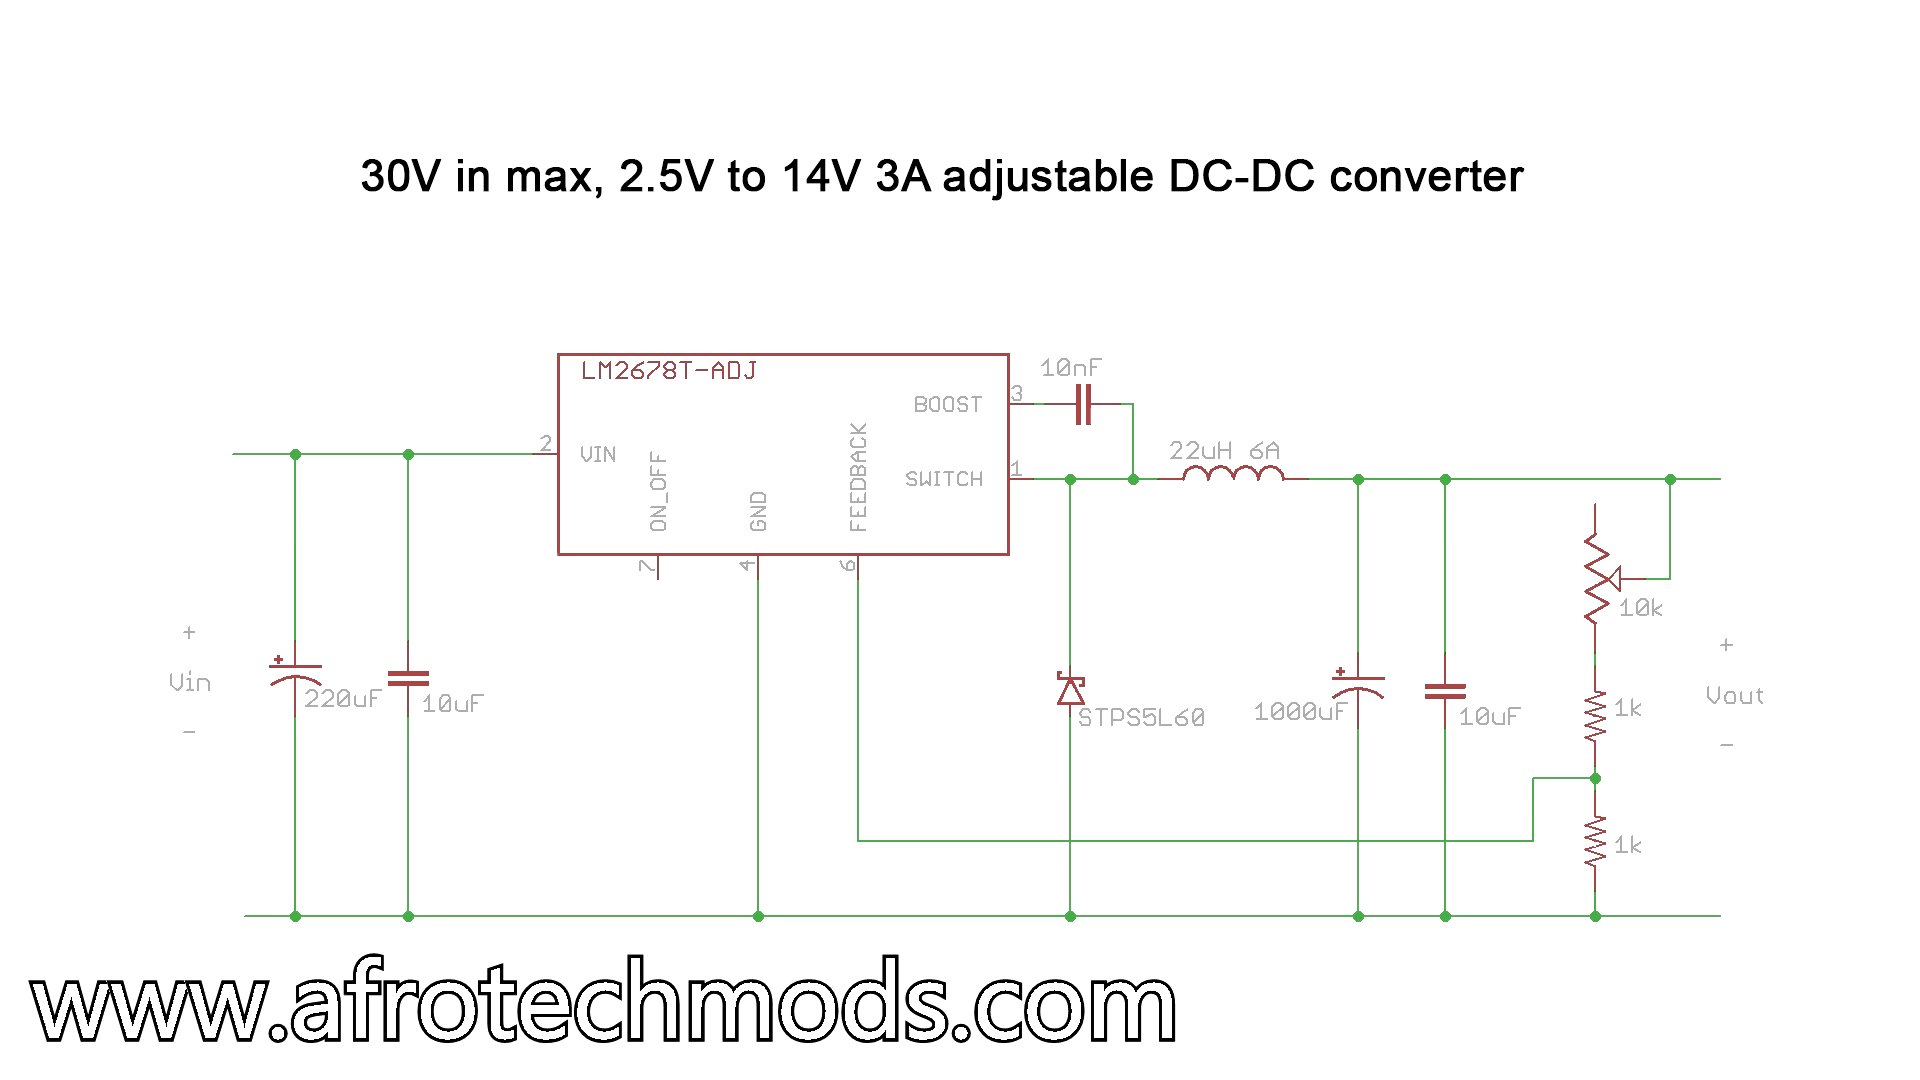 30V in max, 2.5V to 14V 3A adjustable DC-DC converter
LM2678T-ADJ
10nF
BOOST
3
2
VIN
ON_OFF
GND
FEEDBACK
SWITCH
1
22uH 6A
7
4
6
10k
+
Vin
-
220uF
10uF
STPS5L60
1000uF
10uF
1k
+
Vout
-
1k
www.afrotechmods.com